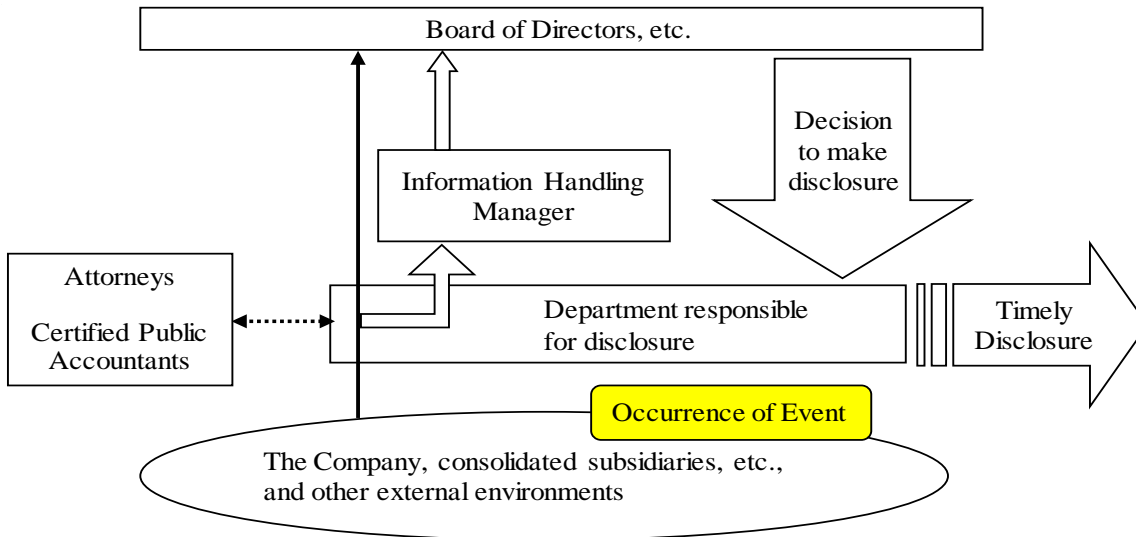 Board of Directors, etc.
Decision
to make
disclosure
Information Handling
Manager
Attorneys
Certified Public
Accountants
Department responsible
for disclosure
Timely
Disclosure
Occurrence of Event
The Company, consolidated subsidiaries, etc.,
and other external environments